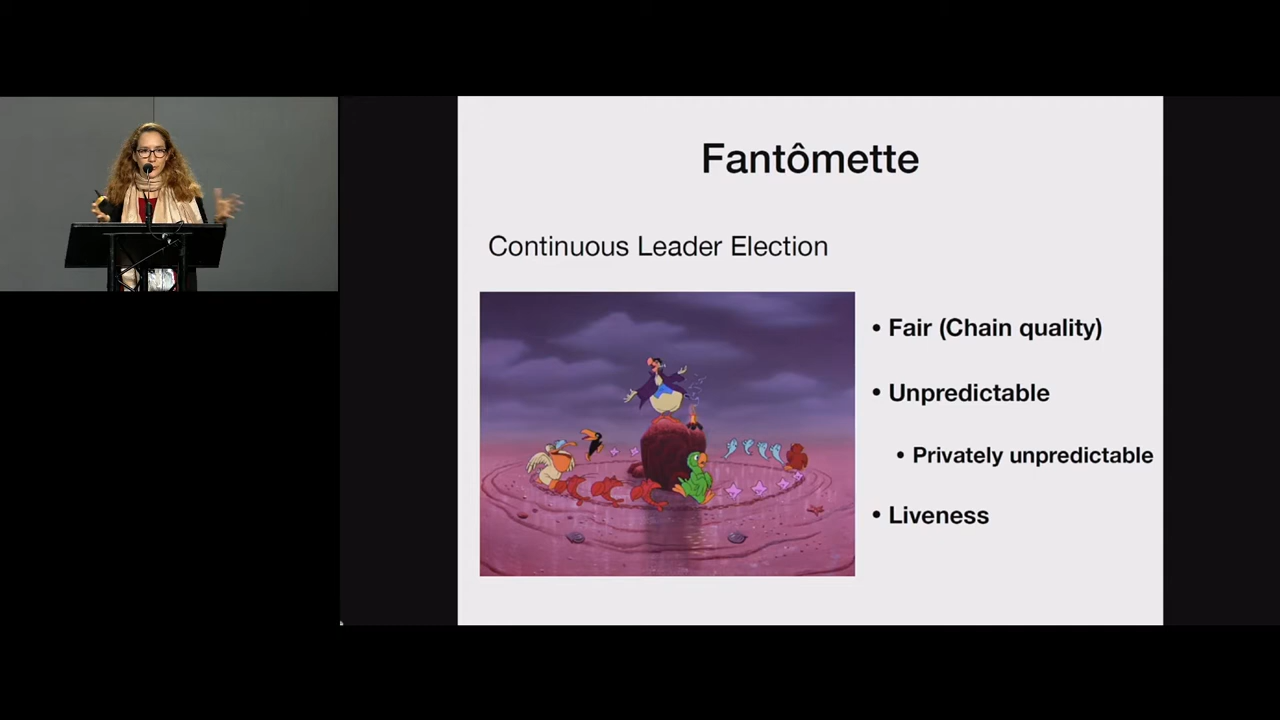 Fantômette
Continuous Leader Election
• Fair (Chain quality)
• Unpredictable
• Privately unpredictable
• Liveness